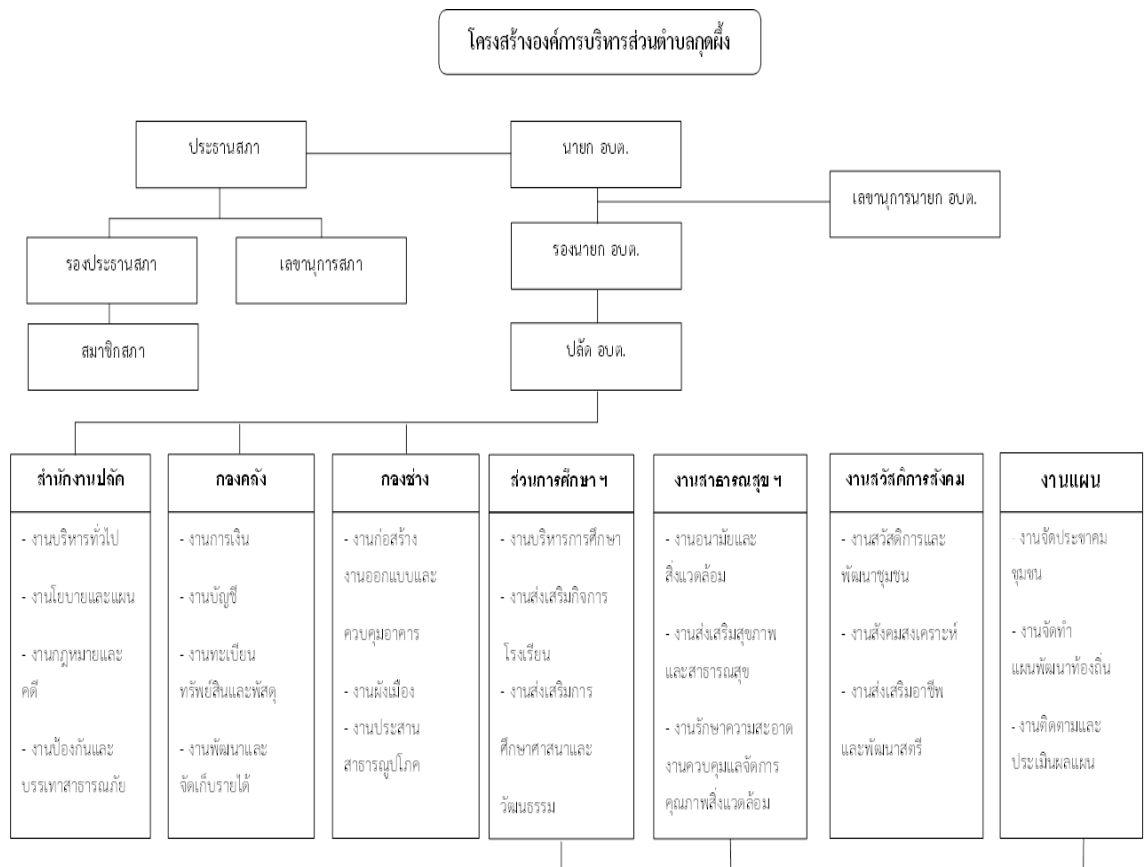 โครงสร้างองค์การบริหารส่วนตำบลกุดผึ้ง
ประธานสภา
นายก อบต.
เลขานุการนายก อบต.
รองประธานสภา
เลขานุการสภา
รองนายก อบต.
สมาชิกสภา
ปลัด อบต.
สำนักงานปลัด
- งานบริหารทั่วไป
- งานโยบายและแผน
- งานกฎหมายและ
คดี
- งานป้องกันและ
บรรเทาสาธารณภัย
กองคลัง
- งานการเงิน
- งานบัญชี
- งานทะเบียน
ทรัพย์สินและพัสดุ
- งานพัฒนาและ
จัดเก็บรายได้
กองช่าง
- งานก่อสร้าง
งานออกแบบและ
ควบคุมอาคาร
- งานผังเมือง
- งานประสาน
สาธารณูปโภค
ส่วนการศึกษา ฯ
- งานบริหารการศึกษา
- งานส่งเสริมกิจการ
โรงเรียน
- งานส่งเสริมการ
ศึกษาศาสนาและ
วัฒนธรรม
งานสาธารณสุข ฯ
- งานอนามัยและ
สิ่งแวดล้อม
- งานส่งเสริมสุขภาพ
และสาธารณสุข
- งานรักษาความสะอาด
งานควบคุมแลจัดการ
คุณภาพสิ่งแวดล้อม
งานสวัสดิการสังคม
- งานสวัสดิการและ
พัฒนาชุมชน
- งานสังคมสงเคราะห์
- งานส่งเสริมอาชีพ
และพัฒนาสตรี
งานแผน
- งานจัดประชาคม
ชุมชน
- งานจัดทำ
แผนพัฒนาท้องถิ่น
- งานติดตามและ
ประเมินผลแผน